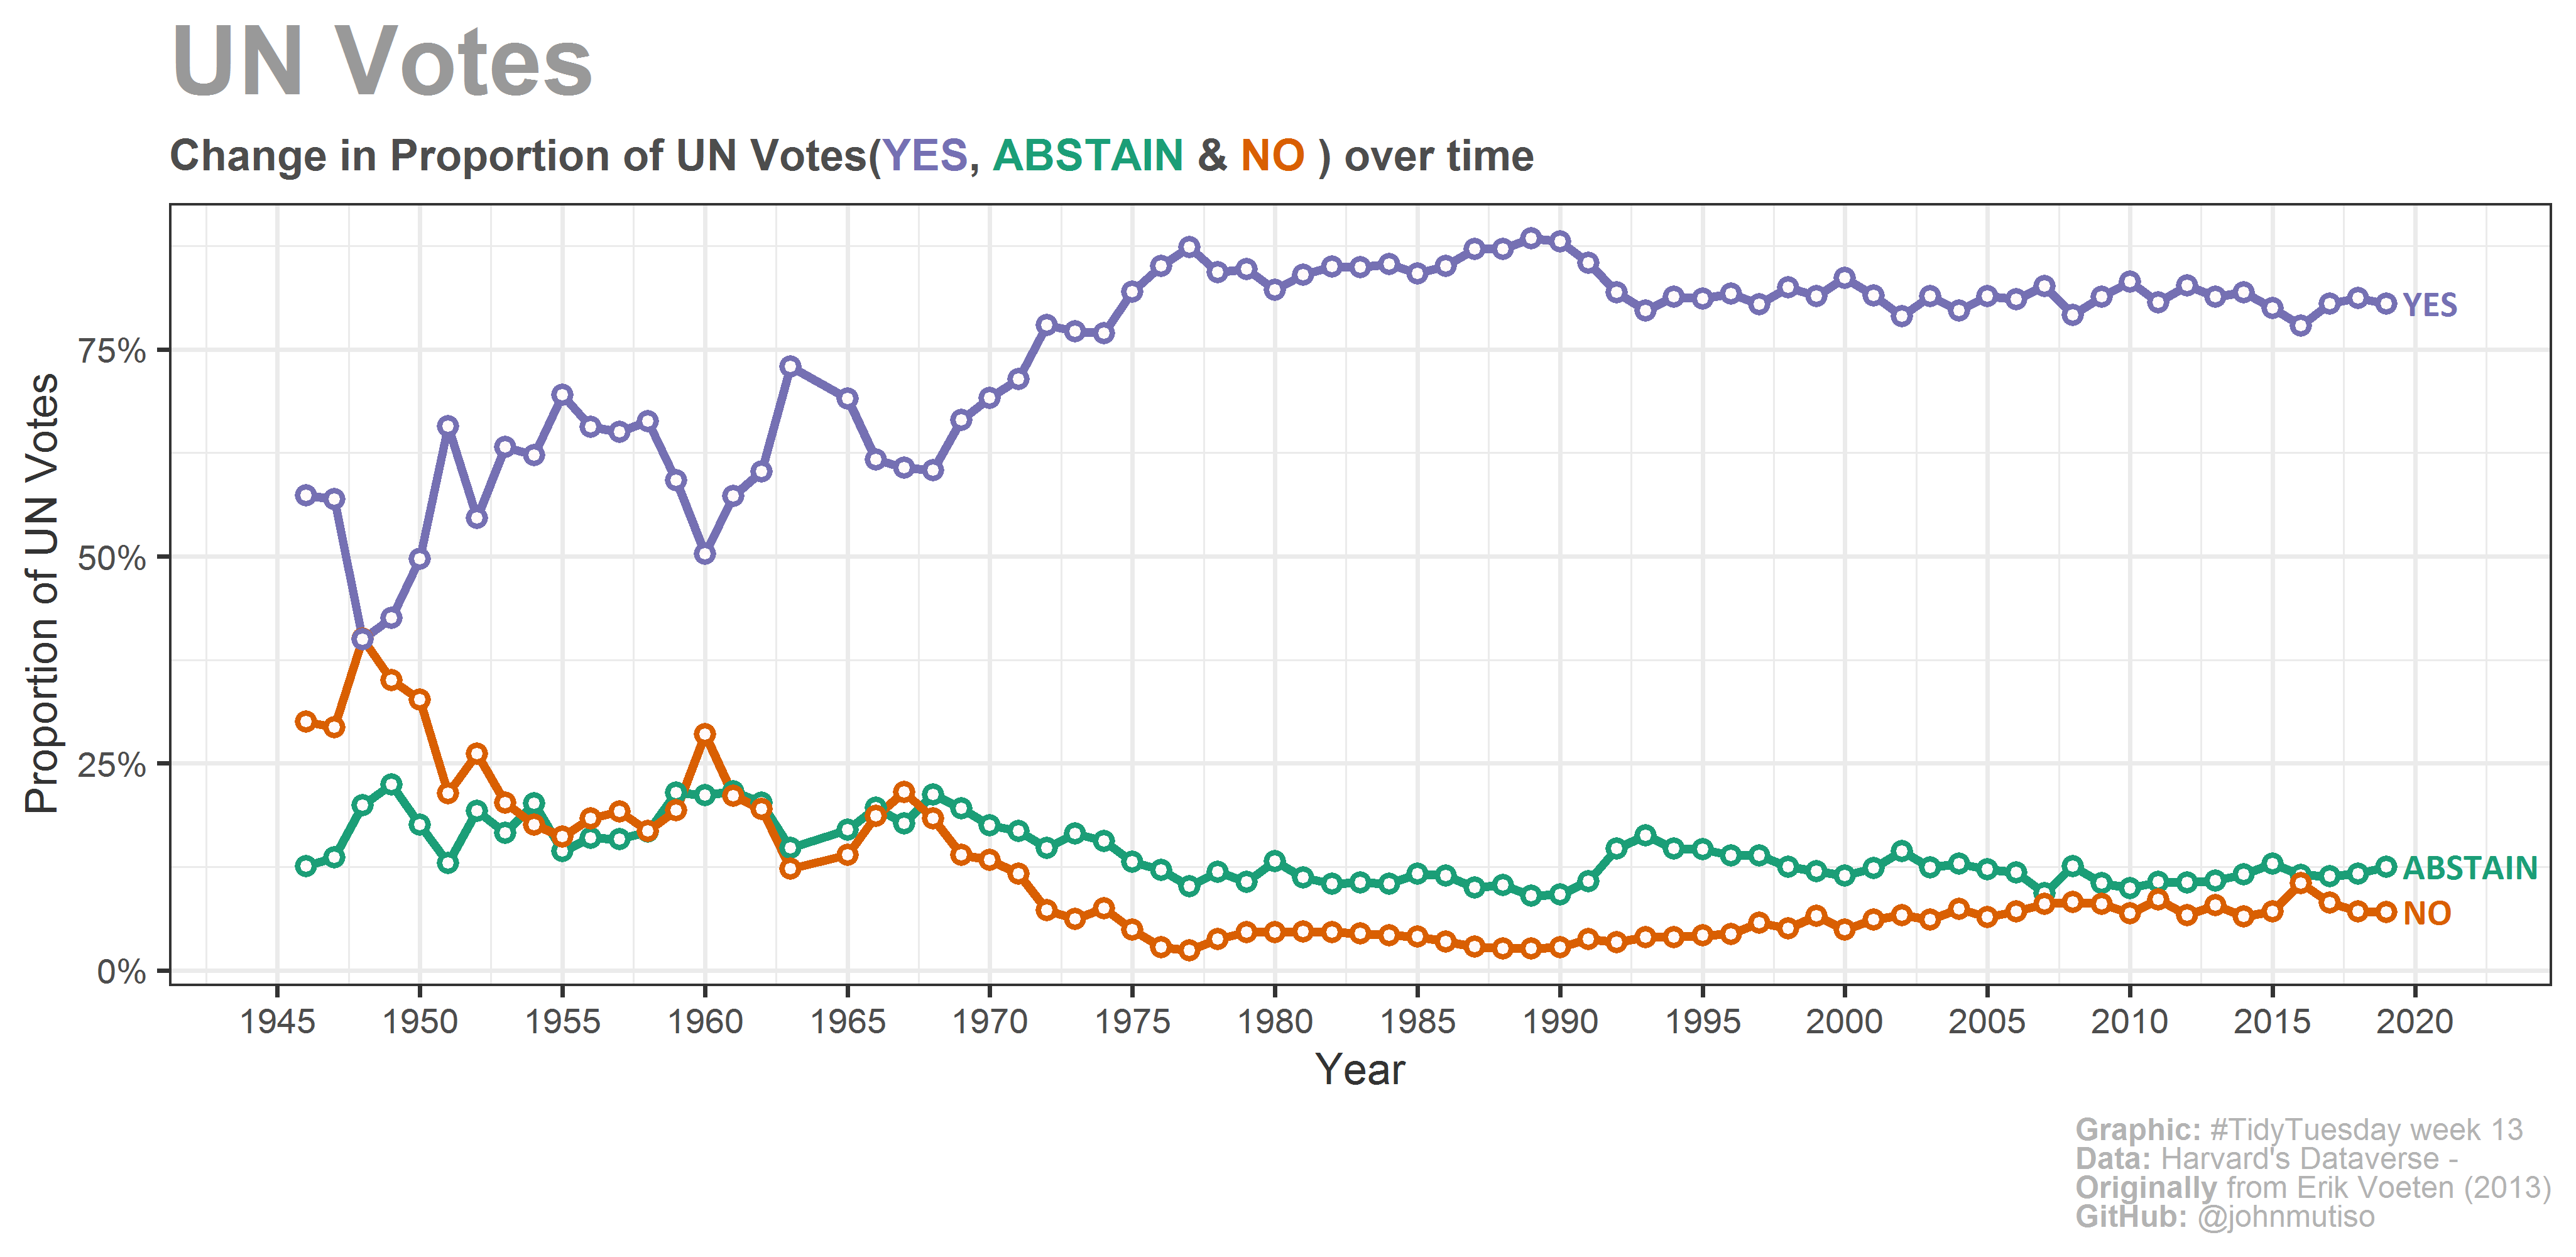 UN Votes
Change in Proportion of UN Votes(YES, ABSTAIN & NO ) over time
Proportion of UN Votes
75%
50%
25%
0%
YES
ABSTAIN
NO
1945 1950 1955 1960 1965 1970 1975 1980 1985 1990 1995 2000 2005 2010 2015 2020
Year
Graphic: #TidyTuesday week 13
Data: Harvard's Dataverse -
Originally from Erik Voeten (2013)
GitHub: @johnmutiso